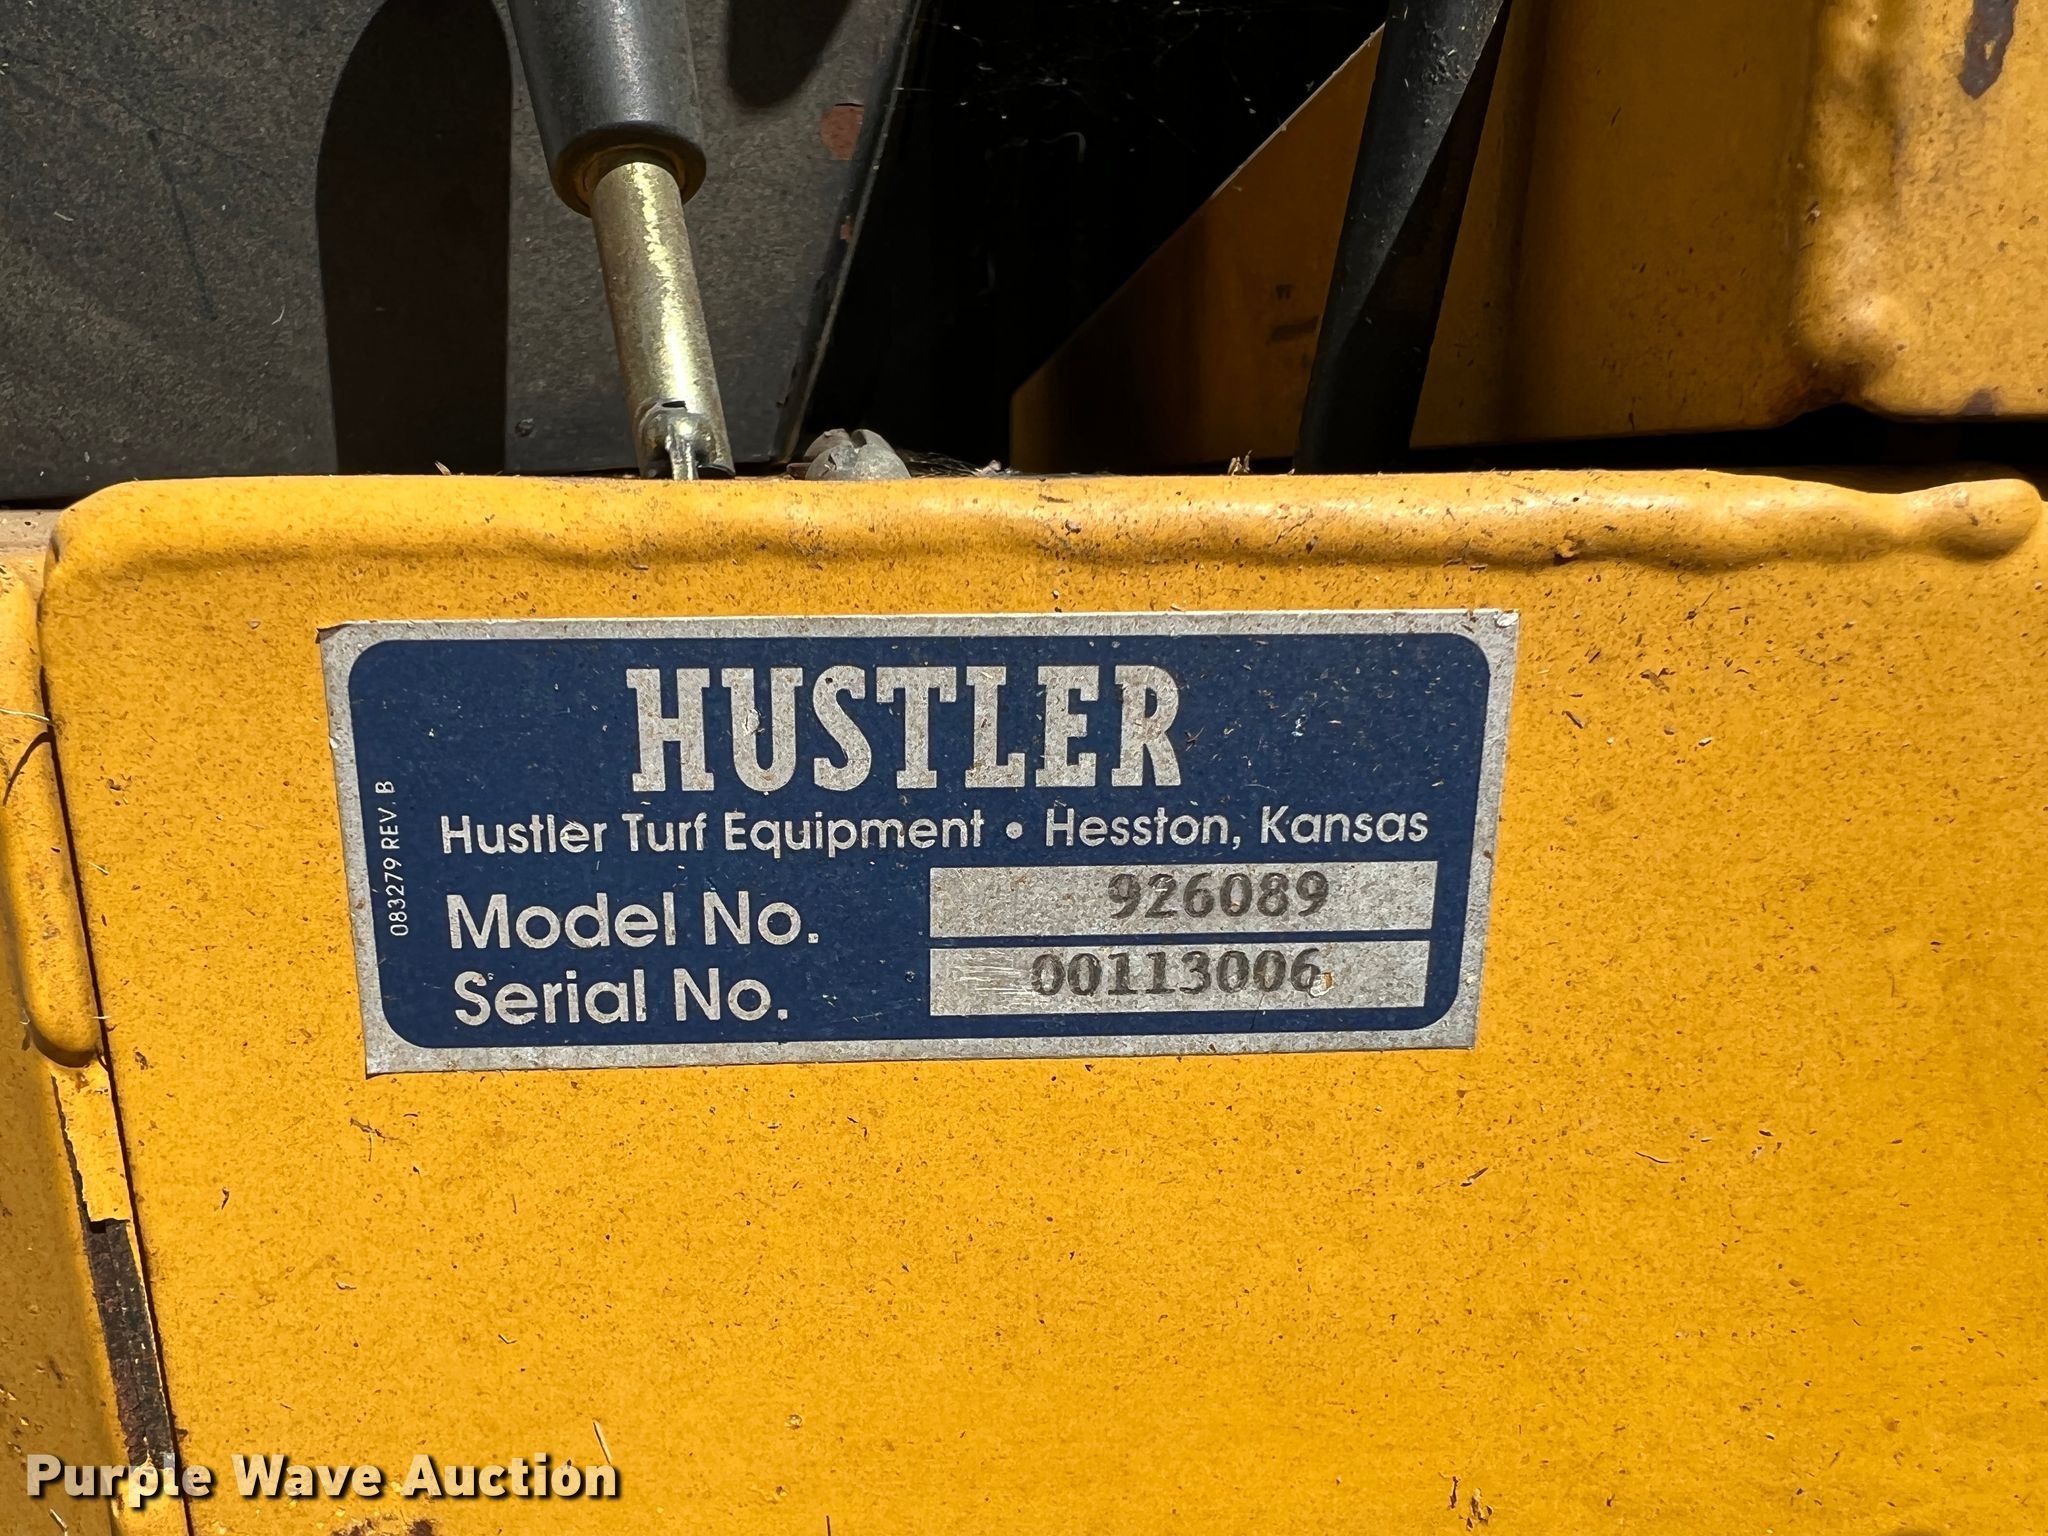 HUSTLER
Hustler Turf Equipment • Hesston, Kansas
Model No. 926089
Serial No. 00113006
083279 REV. B
Purple Wave Auction